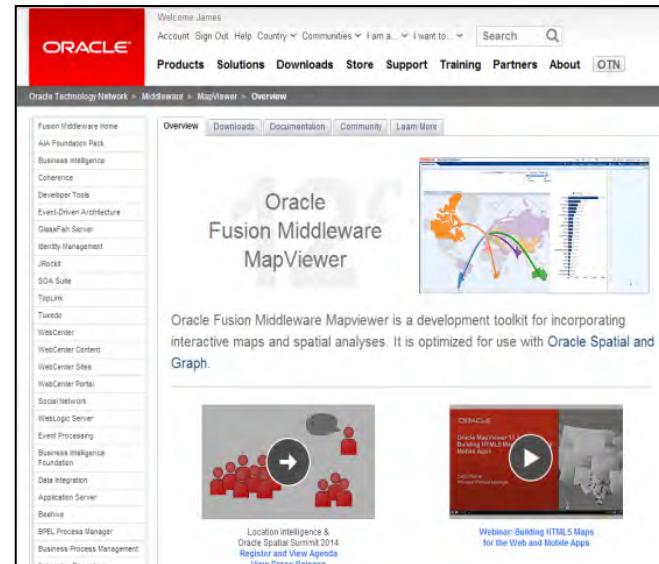 Welcome James
Account Sign Out Help Country Communities I am a... I want to... Search
ORACLE
Products Solutions Downloads Store Support Training Partners About OTN
Oracle Technology Network > Middleware > MapViewer > Overview
Overview Downloads Documentation Community Learn More
Fusion Middleware Home
AIA Foundation Pack
Business Intelligence
Coherence
Developer Tools
Event-Driven Architecture
GlassFish Server
Identity Management
JRockit
SOA Suite
TopLink
Tuxedo
WebCenter
WebCenter Content
WebCenter Sites
WebCenter Portal
Social Network
WebLogic Server
Event Processing
Business Intelligence
Foundation
Data Integration
Application Server
Beehive
BPEL Process Manager
Business Process Management
Oracle
Fusion Middleware
MapViewer
Oracle Fusion Middleware Mapviewer is a development toolkit for incorporating
interactive maps and spatial analyses. It is optimized for use with Oracle Spatial and
Graph.
ORACLE
Location Intelligence &
Oracle Spatial Summit 2014
Register and View Agenda
View Press Release
Webinar: Building HTML5 Maps
for the Web and Mobile Apps